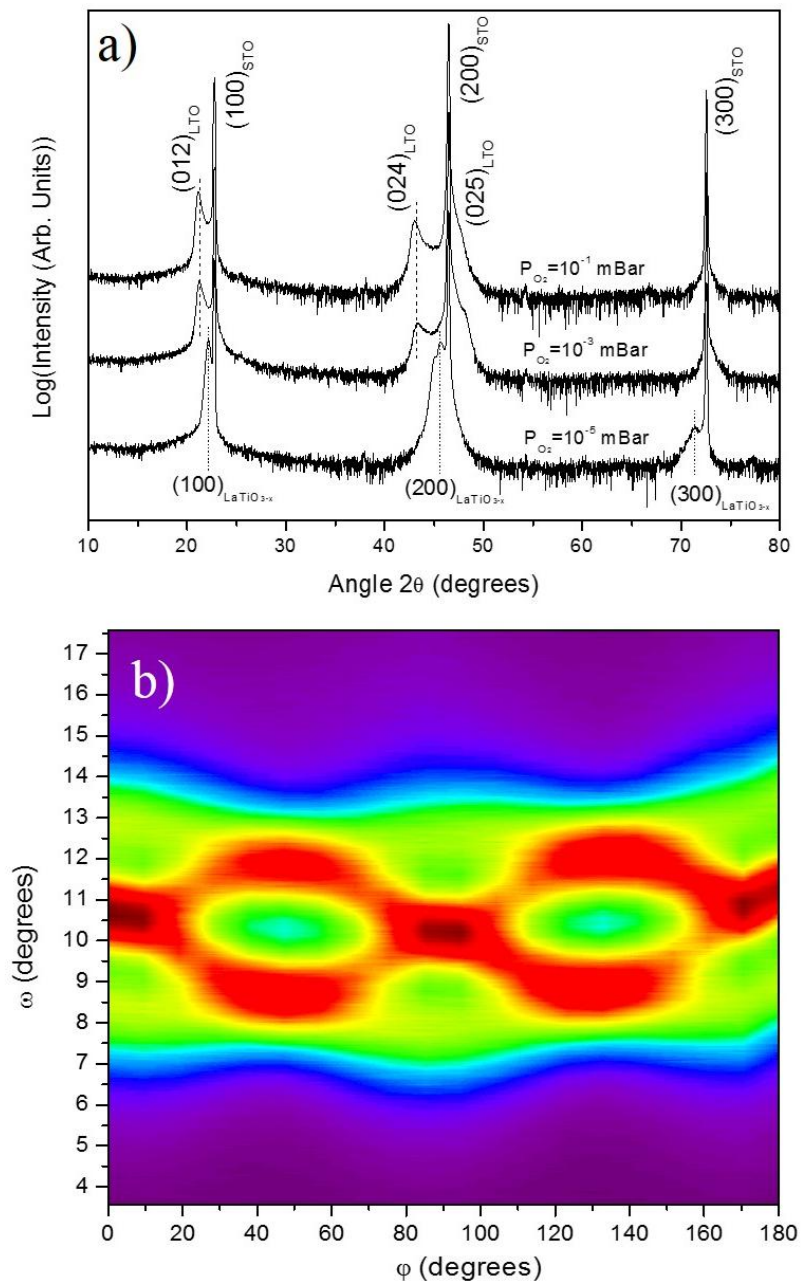 a)
(012)LTO
(100)STO
(024)LTO
(200)STO
(025)LTO
(300)STO
P O₂=10⁻¹ mBar
P O₂=10⁻³ mBar
P O₂=10⁻⁵ mBar
(100)LaTiO₃₋ₓ
(200)LaTiO₃₋ₓ
(300)LaTiO₃₋ₓ
Log(Intensity (Arb. Units))
10 20 30 40 50 60 70 80
Angle 2θ (degrees)
b)
17
16
15
14
13
12
11
10
9
8
7
6
5
4
ω (degrees)
0 20 40 60 80 100 120 140 160 180
φ (degrees)